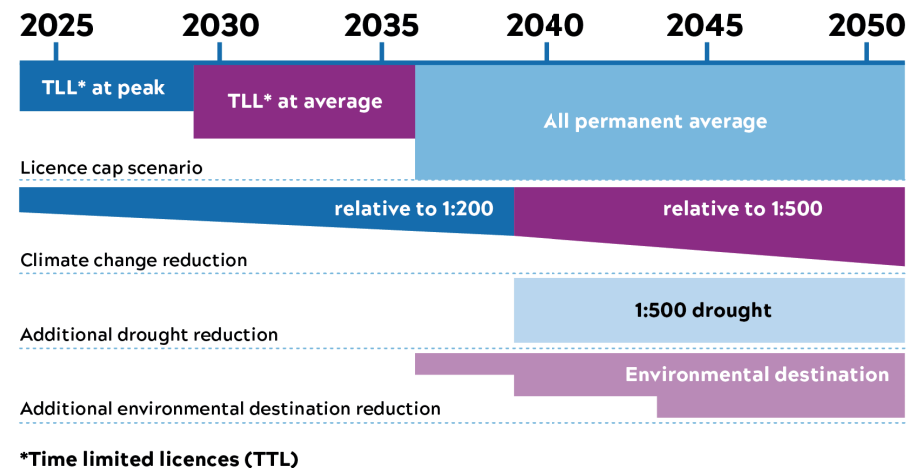 2025 2030 2035 2040 2045 2050
TLL* at peak
TLL* at average
All permanent average
Licence cap scenario
relative to 1:200
relative to 1:500
Climate change reduction
1:500 drought
Additional drought reduction
Environmental destination
Additional environmental destination reduction
*Time limited licences (TTL)